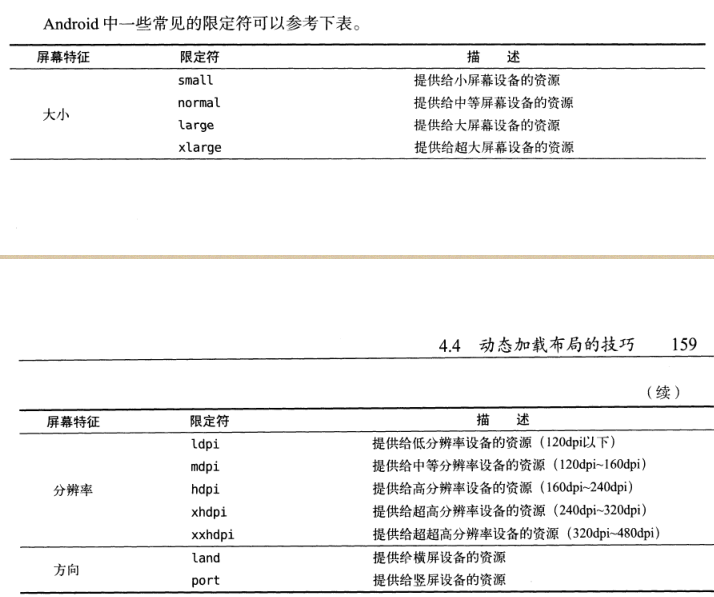 Android中一些常见的限定符可以参考下表。
屏幕特征 限定符 描 述
大小
small 提供给小屏幕设备的资源
normal 提供给中等屏幕设备的资源
large 提供给大屏幕设备的资源
xlarge 提供给超大屏幕设备的资源
4.4 动态加载布局的技巧 159
（续）
屏幕特征 限定符 描 述
分辨率
ldpi 提供给低分辨率设备的资源（120dpi以下）
mdpi 提供给中等分辨率设备的资源（120dpi~160dpi）
hdpi 提供给高分辨率设备的资源（160dpi~240dpi）
xhdpi 提供给超高分辨率设备的资源（240dpi~320dpi）
xxhdpi 提供给超超高分辨率设备的资源（320dpi~480dpi）
方向
land 提供给横屏设备的资源
port 提供给竖屏设备的资源